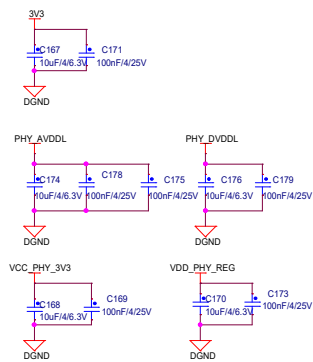 3V3
C167 C171
10uF/4/6.3V 100nF/4/25V
DGND
PHY_AVDDL PHY_DVDDL
C174 C178 C175 C176 C179
10uF/4/6.3V 100nF/4/25V 100nF/4/25V 10uF/4/6.3V 100nF/4/25V
DGND DGND
VCC_PHY_3V3 VDD_PHY_REG
C168 C169 C170 C173
10uF/4/6.3V 100nF/4/25V 10uF/4/6.3V 100nF/4/25V
DGND DGND